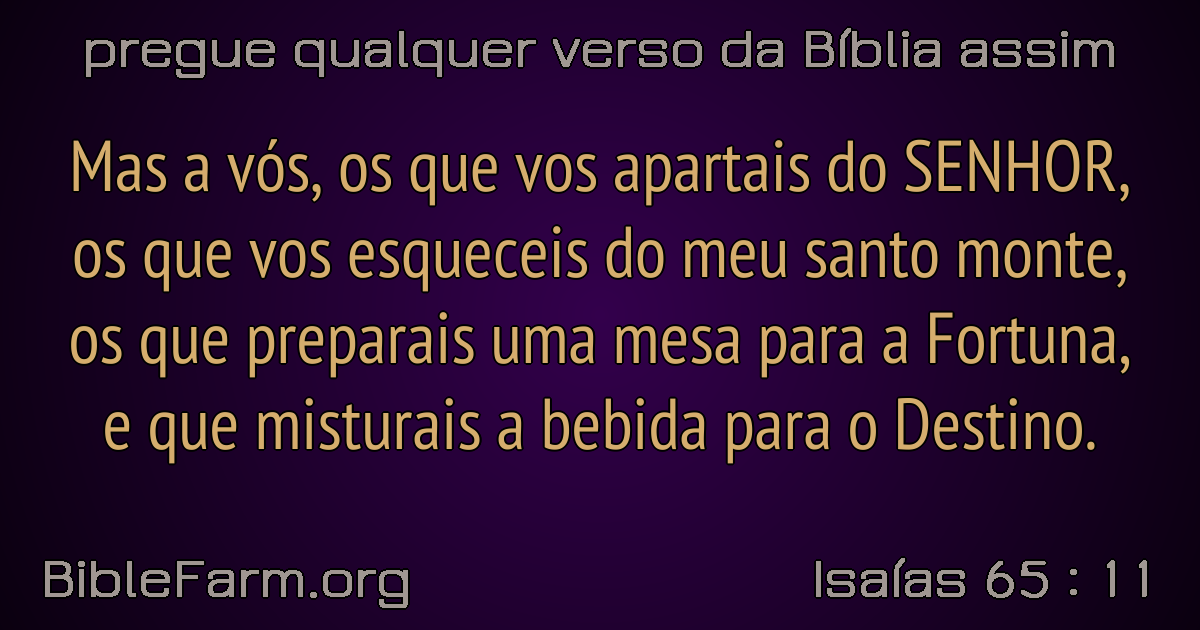 pregue qualquer verso da Bíblia assim
Mas a vós, os que vos apartais do SENHOR,
os que vos esqueceis do meu santo monte,
os que preparais uma mesa para a Fortuna,
e que misturais a bebida para o Destino.
BibleFarm.org
Isaías 65 : 11